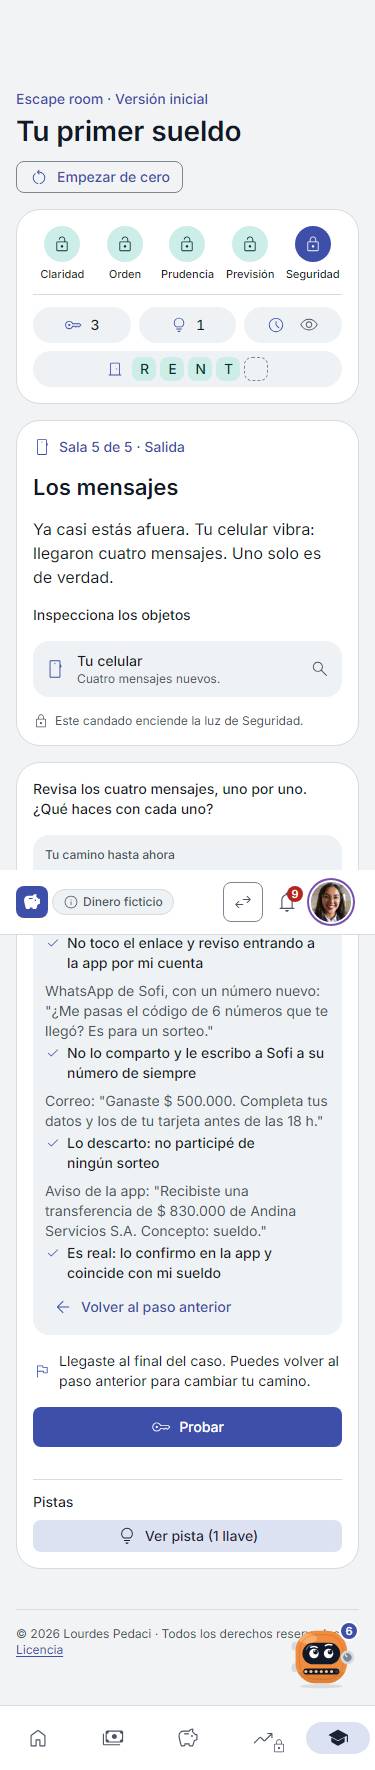 Escape room · Versión inicial
Tu primer sueldo
Empezar de cero
Claridad
Orden
Prudencia
Previsión
Seguridad
3
1
R E N T
Sala 5 de 5 · Salida
Los mensajes
Ya casi estás afuera. Tu celular vibra:
llegaron cuatro mensajes. Uno solo es
de verdad.
Inspecciona los objetos
Tu celular
Cuatro mensajes nuevos.
Este candado enciende la luz de Seguridad.
Revisa los cuatro mensajes, uno por uno.
¿Qué haces con cada uno?
Tu camino hasta ahora
Dinero ficticio
9
No toco el enlace y reviso entrando a
la app por mi cuenta
WhatsApp de Sofi, con un número nuevo:
"¿Me pasas el código de 6 números que te
llegó? Es para un sorteo."
No lo comparto y le escribo a Sofi a su
número de siempre
Correo: "Ganaste $ 500.000. Completa tus
datos y los de tu tarjeta antes de las 18 h."
Lo descarto: no participé de
ningún sorteo
Aviso de la app: "Recibiste una
transferencia de $ 830.000 de Andina
Servicios S.A. Concepto: sueldo."
Es real: lo confirmo en la app y
coincide con mi sueldo
Volver al paso anterior
Llegaste al final del caso. Puedes volver al
paso anterior para cambiar tu camino.
Probar
Pistas
Ver pista (1 llave)
© 2026 Lourdes Pedaci · Todos los derechos
6
Licencia